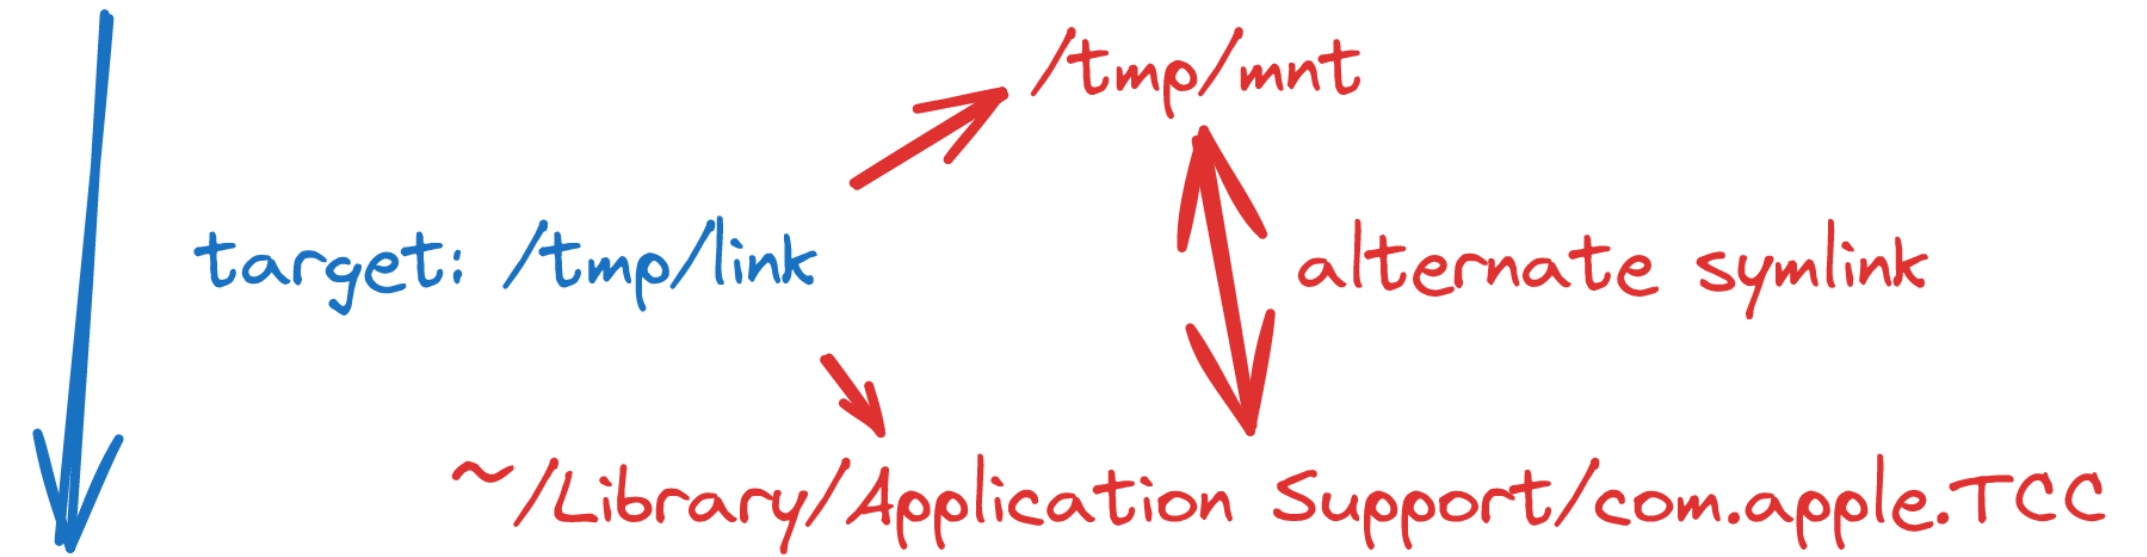 /tmp/mnt
target: /tmp/link
alternate symlink
~/Library/Application Support/com.apple.TCC